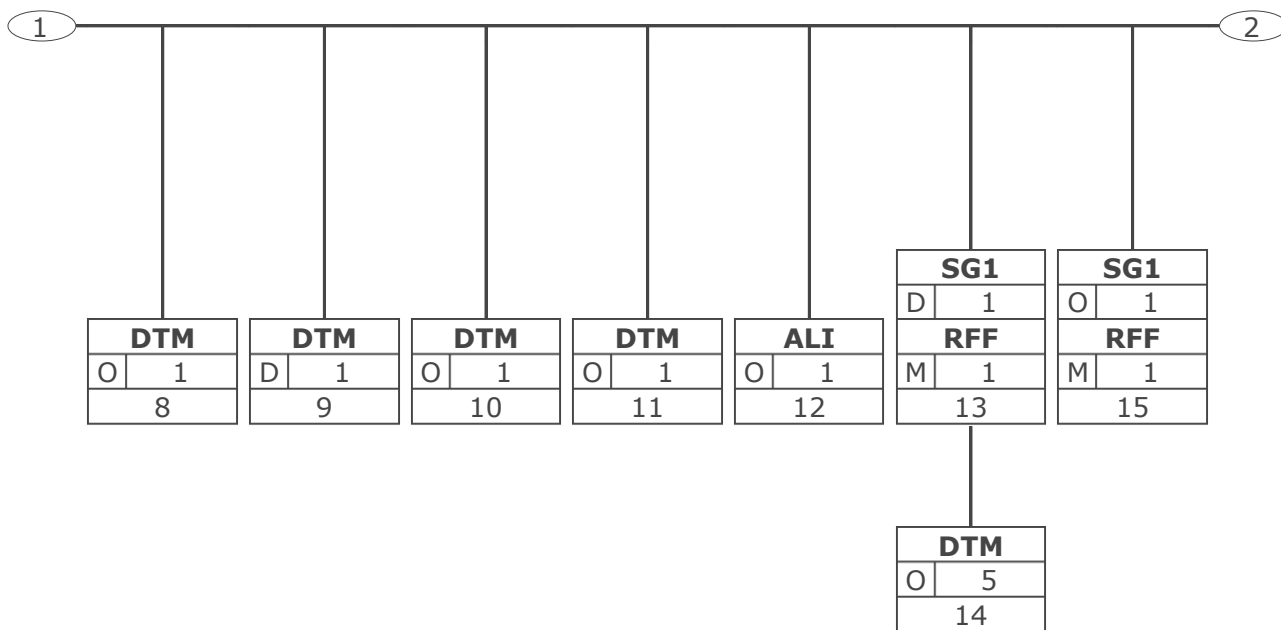 1 2
SG1 SG1
D 1 O 1
DTM DTM DTM DTM ALI RFF RFF
O 1 D 1 O 1 O 1 O 1 M 1 M 1
8 9 10 11 12 13 15
DTM
O 5
14